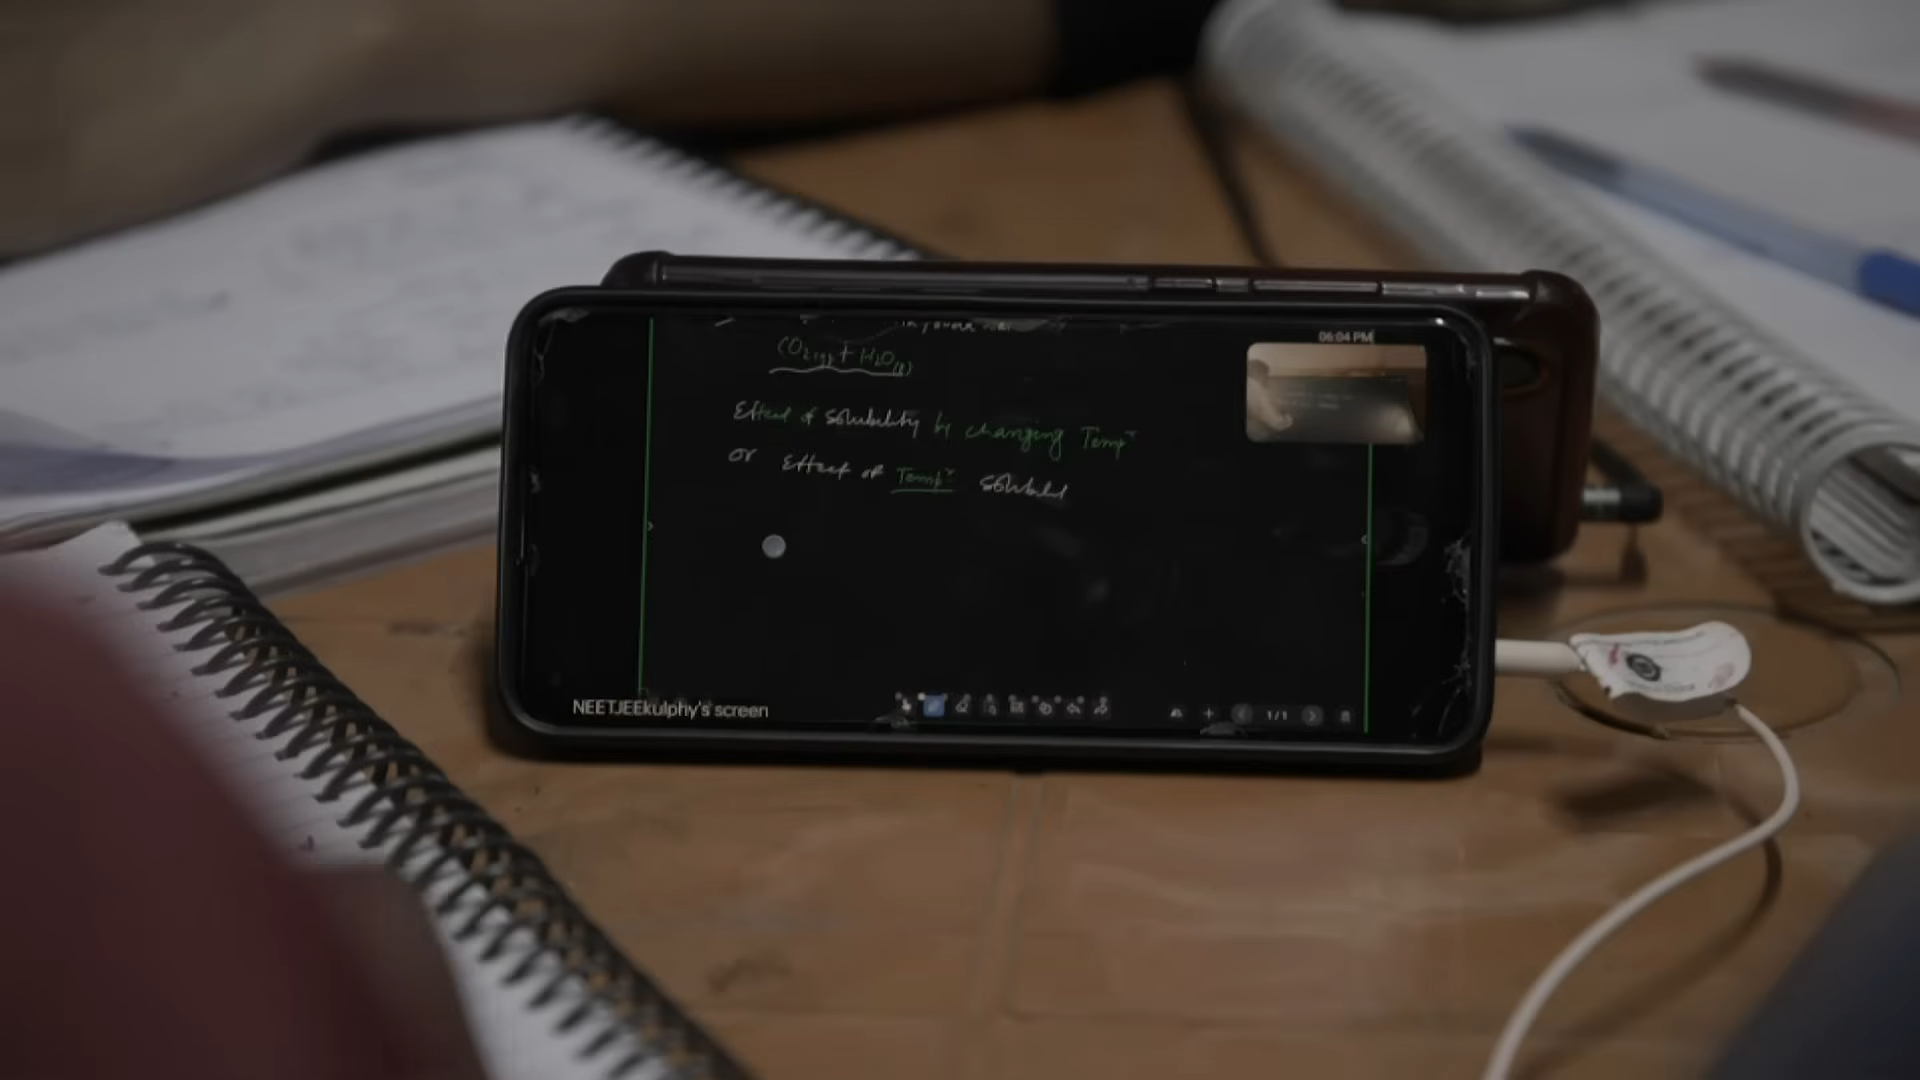 06:04 PM
CO2(g) + H2O(l)
Effect of Solubility by changing Tempr
or Effect of Tempr Solubil
NEETJEEkulphy's screen
1/1